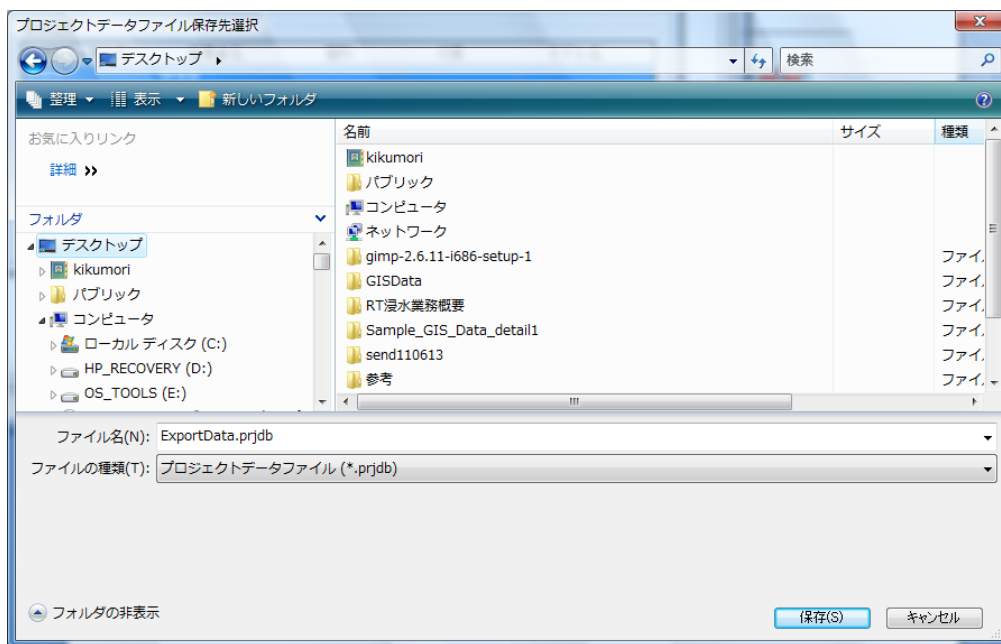 プロジェクトデータファイル保存先選択
デスクトップ
検索
整理 表示 新しいフォルダ
お気に入りリンク
詳細
フォルダ
デスクトップ
kikumori
パブリック
コンピュータ
ローカル ディスク (C:)
HP_RECOVERY (D:)
OS_TOOLS (E:)
名前 サイズ 種類
kikumori
パブリック
コンピュータ
ネットワーク
gimp-2.6.11-i686-setup-1 ファイ
GISData ファイ
RT浸水業務概要 ファイ
Sample_GIS_Data_detail1 ファイ
send110613 ファイ
参考 ファイ
ファイル名(N): ExportData.prjdb
ファイルの種類(T): プロジェクトデータファイル (*.prjdb)
フォルダの非表示
保存(S) キャンセル